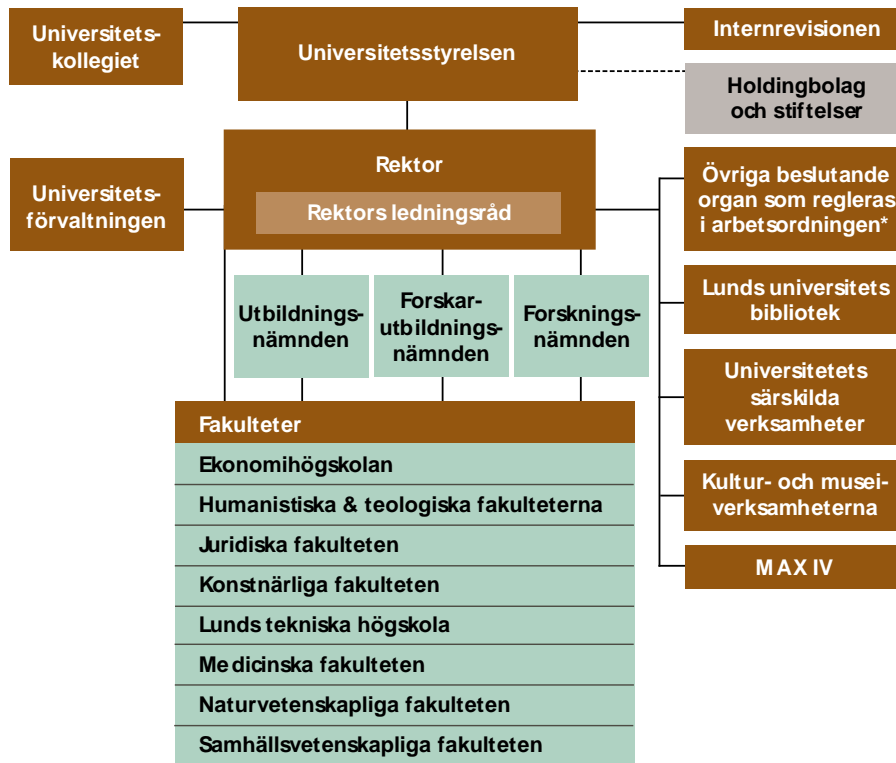 Universitets-
kollegiet
Universitetsstyrelsen
Internrevisionen
Holdingbolag
och stiftelser
Universitets-
förvaltningen
Rektor
Rektors ledningsråd
Övriga beslutande
organ som regleras
i arbetsordningen*
Utbildnings-
nämnden
Forskar-
utbildnings-
nämnden
Forsknings-
nämnden
Lunds universitets
bibliotek
Universitetets
särskilda
verksamheter
Kultur- och musei-
verksamheterna
MAX IV
Fakulteter
Ekonomihögskolan
Humanistiska & teologiska fakulteterna
Juridiska fakulteten
Konstnärliga fakulteten
Lunds tekniska högskola
Medicinska fakulteten
Naturvetenskapliga fakulteten
Samhällsvetenskapliga fakulteten